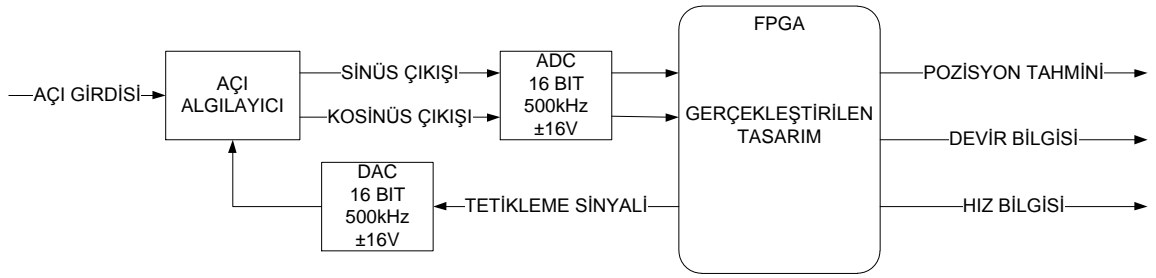 FPGA
AÇI GİRDİSİ
AÇI
ALGILAYICI
SİNÜS ÇIKIŞI
KOSİNÜS ÇIKIŞI
ADC
16 BIT
500kHz
±16V
GERÇEKLEŞTİRİLEN
TASARIM
POZİSYON TAHMİNİ
DEVİR BİLGİSİ
HIZ BİLGİSİ
DAC
16 BIT
500kHz
±16V
TETİKLEME SİNYALİ